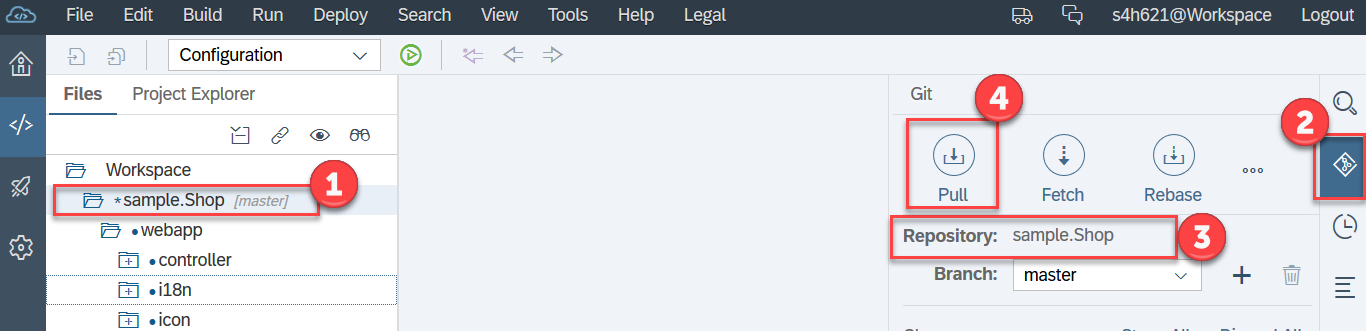 File Edit Build Run Deploy Search View Tools Help Legal s4h621@Workspace Logout
Configuration
Files Project Explorer
Git
4
2
Workspace
1
*sample.Shop [master]
Pull Fetch Rebase
webapp
Repository: sample.Shop
3
controller
Branch: master
i18n
icon